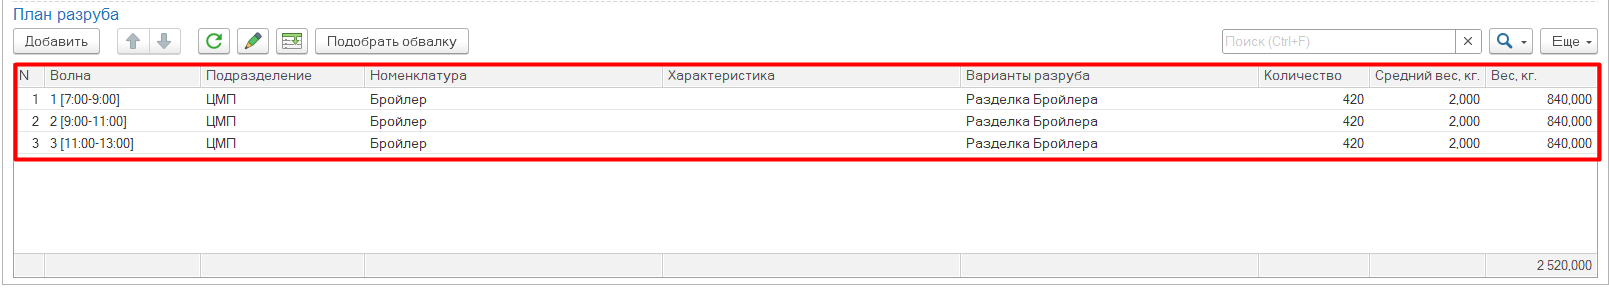 План разруба
Добавить Подобрать обвалку Поиск (Ctrl+F) × Еще
N Волна Подразделение Номенклатура Характеристика Варианты разруба Количество Средний вес, кг. Вес, кг.
1 1 [7:00-9:00] ЦМП Бройлер Разделка Бройлера 420 2,000 840,000
2 2 [9:00-11:00] ЦМП Бройлер Разделка Бройлера 420 2,000 840,000
3 3 [11:00-13:00] ЦМП Бройлер Разделка Бройлера 420 2,000 840,000
2 520,000